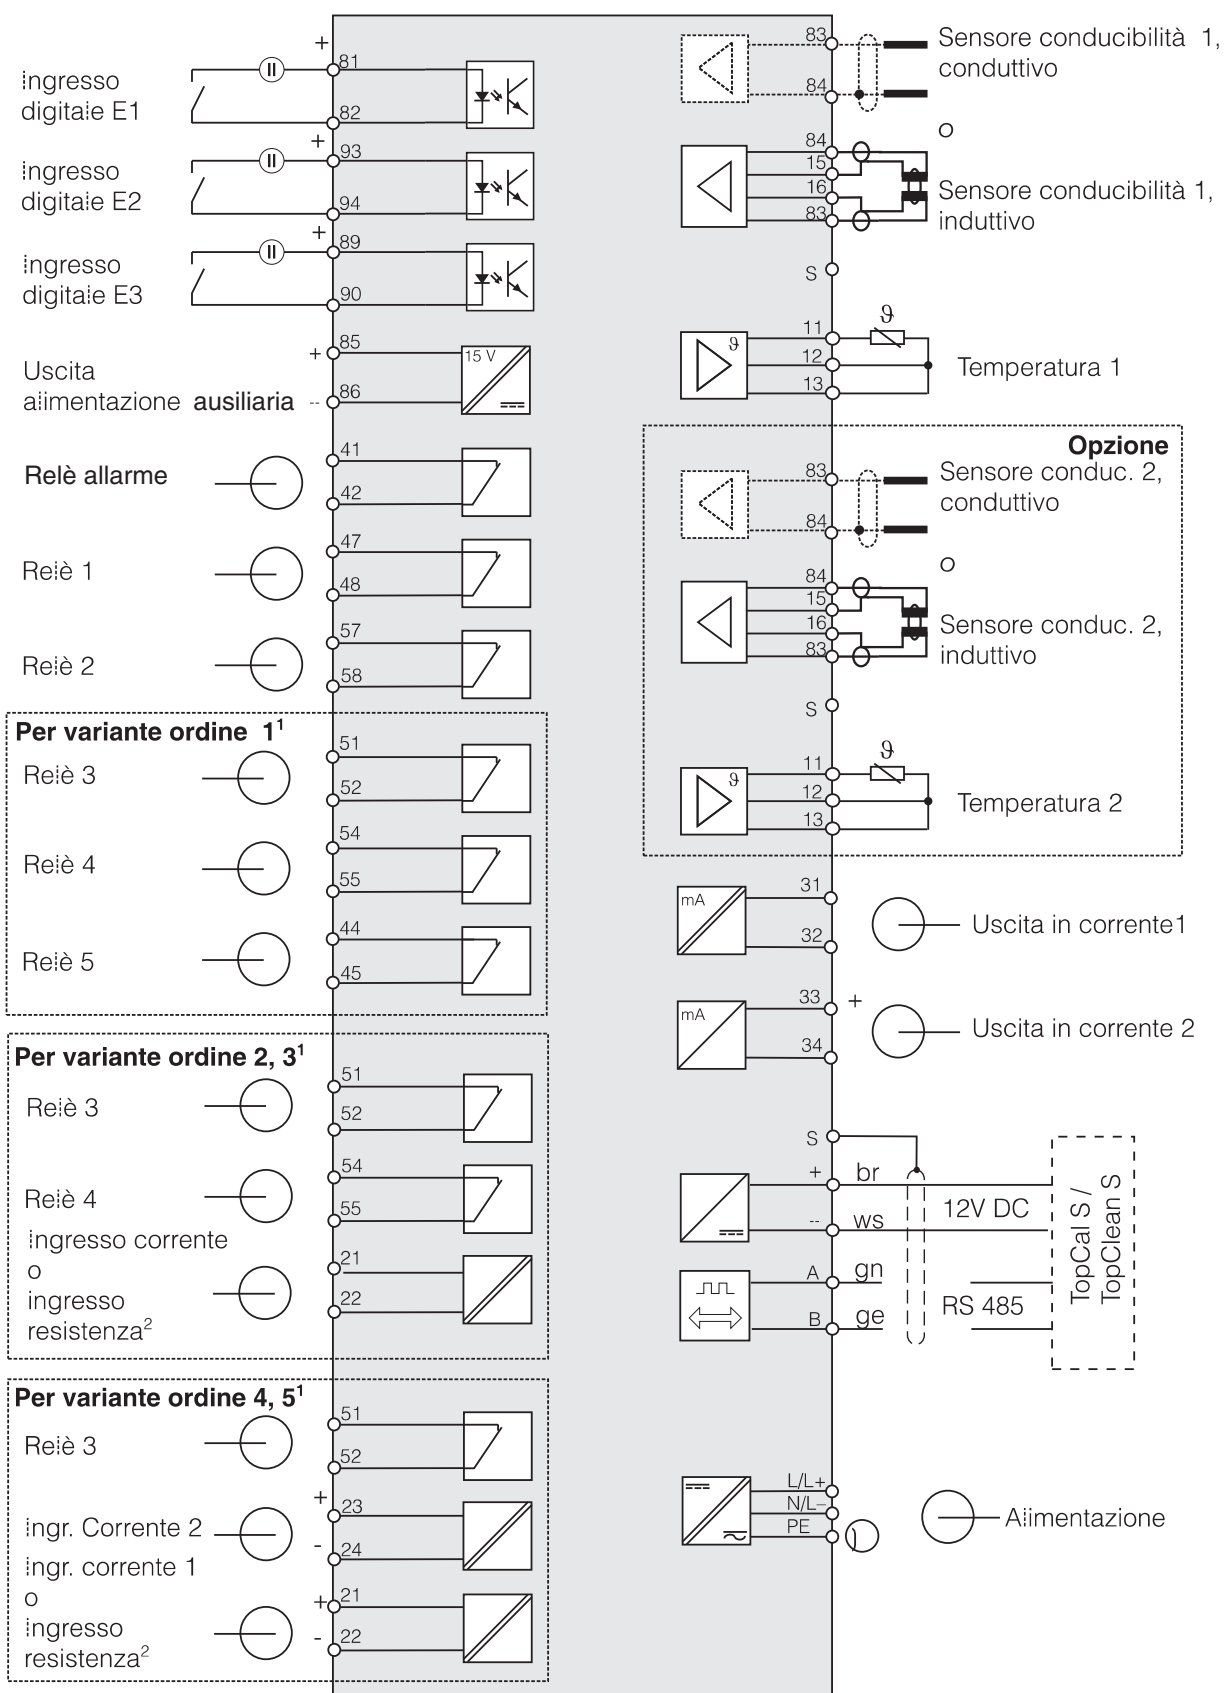 +
81
Ingresso
digitale E1
82
+
93
Ingresso
digitale E2
94
+
89
Ingresso
digitale E3
90
+
85
15 V
Uscita
alimentazione ausiliaria
--
86
41
Relè allarme
42
47
Relè 1
48
57
Relè 2
58
Per variante ordine 1¹
51
Relè 3
52
54
Relè 4
55
44
Relè 5
45
Per variante ordine 2, 3¹
51
Relè 3
52
54
Relè 4
55
Ingresso corrente
o
ingresso
resistenza²
21
22
Per variante ordine 4, 5¹
51
Relè 3
52
+
23
Ingr. Corrente 2
-
24
Ingr. corrente 1
o
Ingresso
resistenza²
+
21
-
22
83
Sensore conducibilità 1,
conduttivo
84
o
84
15
16
83
Sensore conducibilità 1,
induttivo
S
11
ϑ
ϑ
12
Temperatura 1
13
Opzione
83
Sensore conduc. 2,
conduttivo
84
o
84
15
16
83
Sensore conduc. 2,
induttivo
S
11
ϑ
ϑ
12
Temperatura 2
13
mA
31
32
Uscita in corrente1
mA
33
+
34
Uscita in corrente 2
S
+
br
12V DC
--
ws
A
gn
RS 485
B
ge
TopCal S /
TopClean S
L/L+
N/L–
PE
Alimentazione